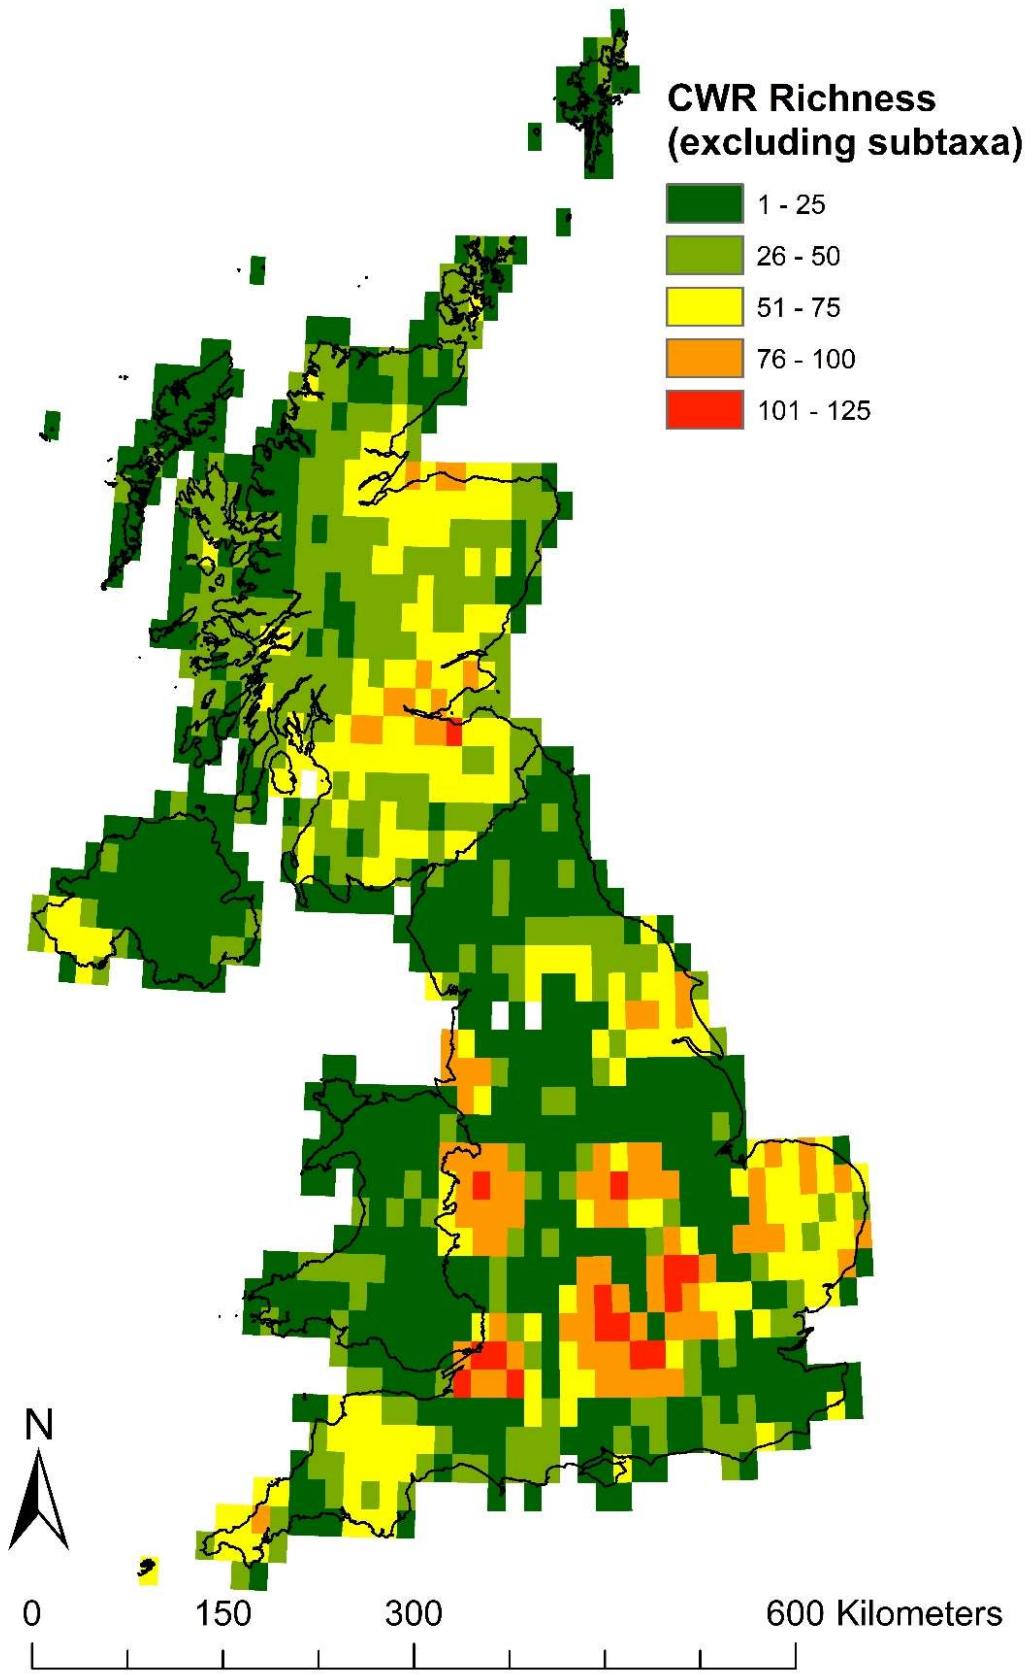 CWR Richness
(excluding subtaxa)
1 - 25
26 - 50
51 - 75
76 - 100
101 - 125
N
0 150 300 600 Kilometers